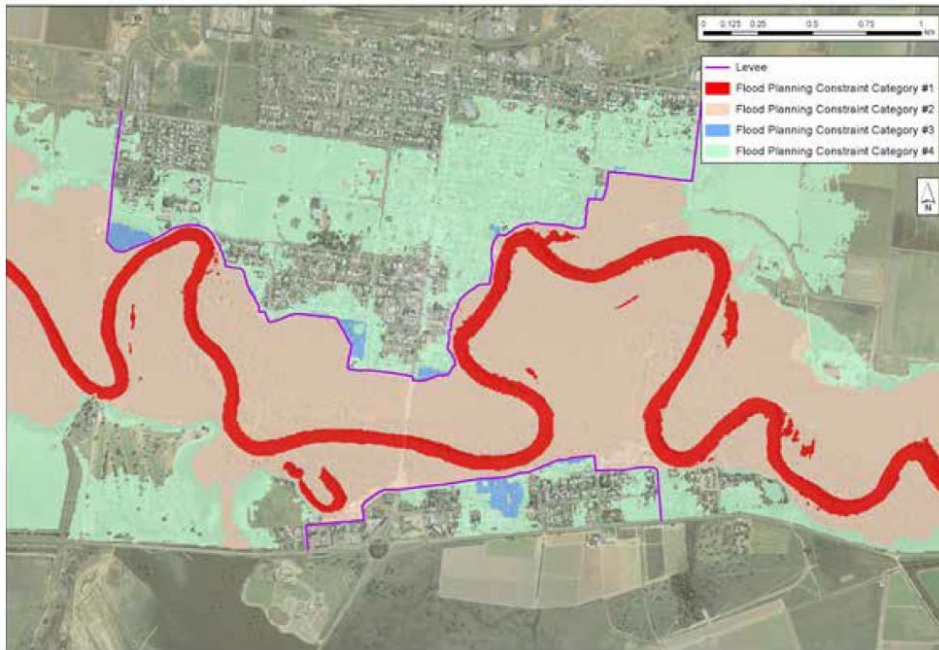 0 0.125 0.25 0.5 0.75 1
km
Levee
Flood Planning Constraint Category #1
Flood Planning Constraint Category #2
Flood Planning Constraint Category #3
Flood Planning Constraint Category #4
N